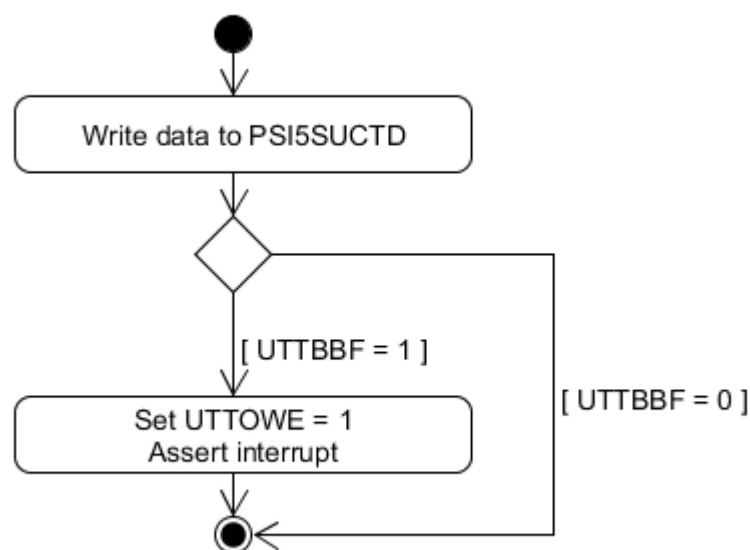 Write data to PSI5SUCTD
[ UTTBBF = 1 ]
[ UTTBBF = 0 ]
Set UTTOWE = 1
Assert interrupt